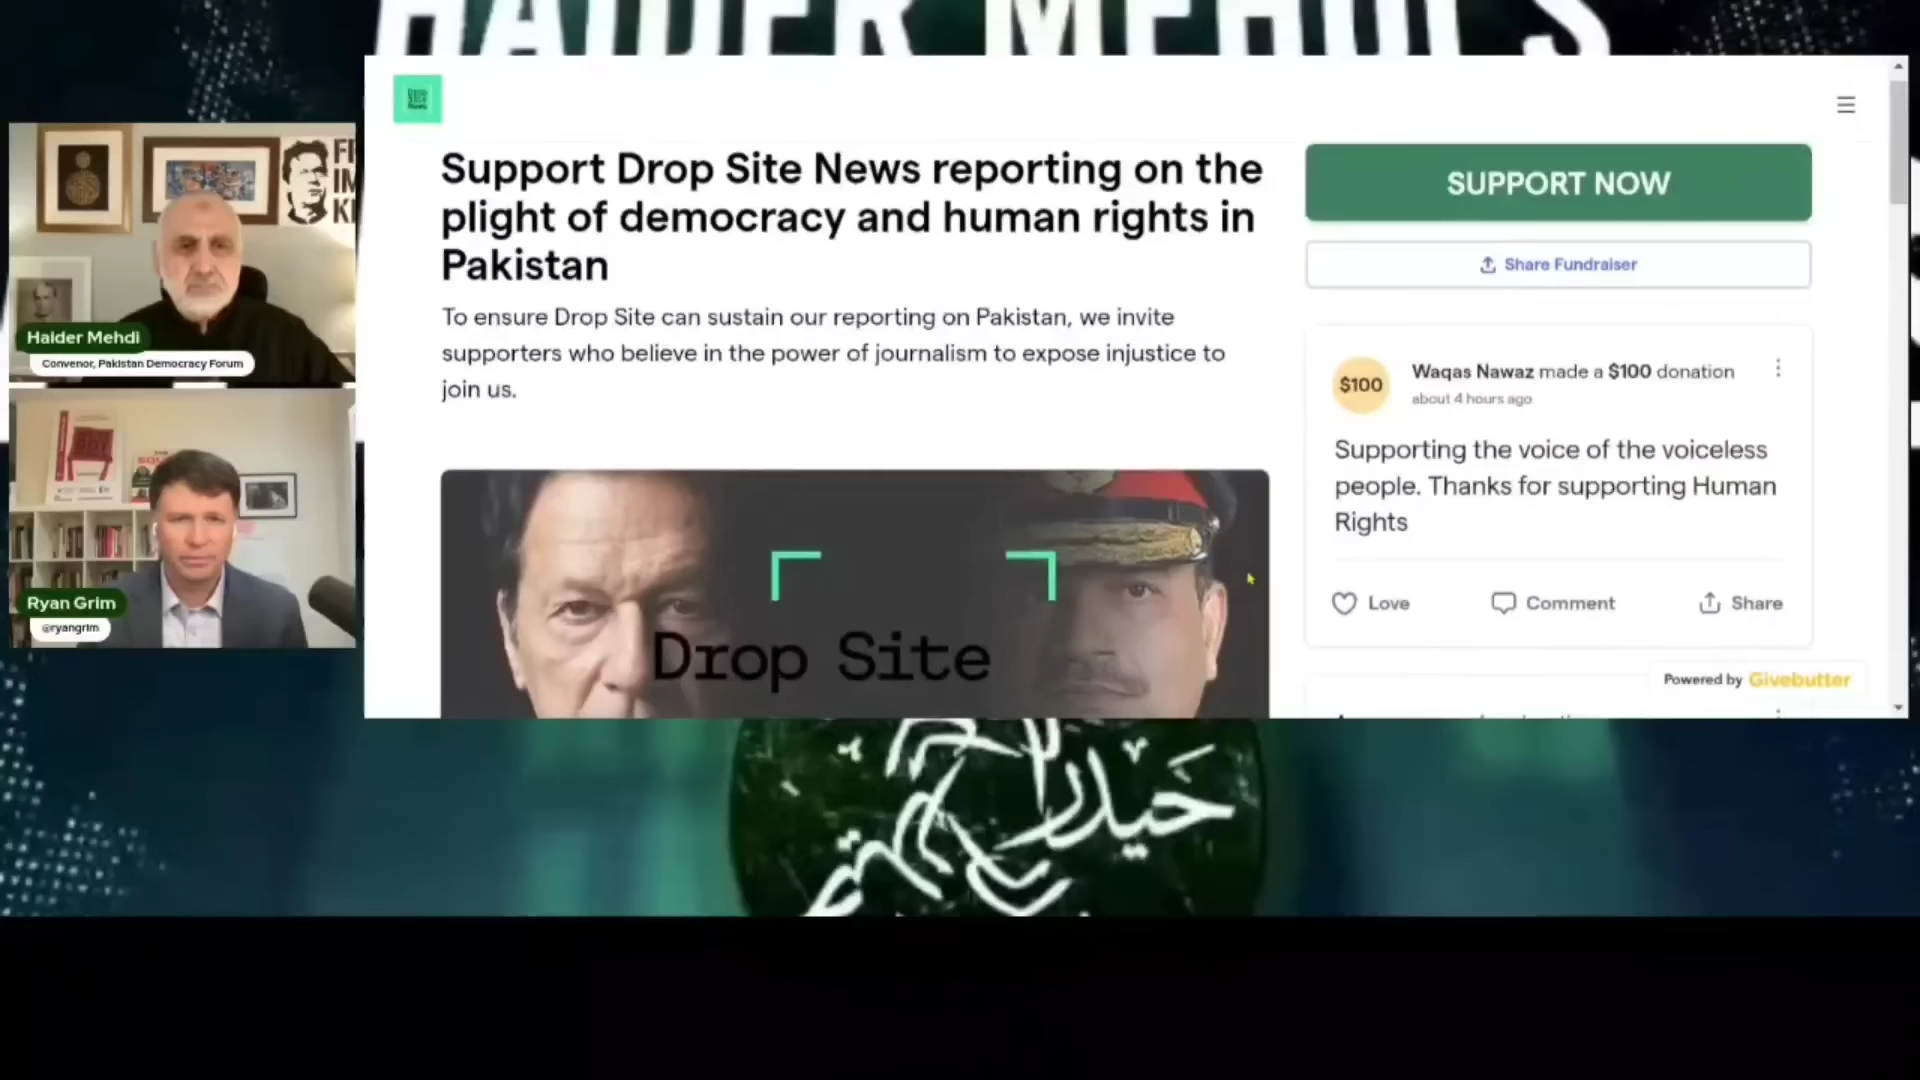 HAIDER MEHDI'S
Support Drop Site News reporting on the
plight of democracy and human rights in
Pakistan
To ensure Drop Site can sustain our reporting on Pakistan, we invite
supporters who believe in the power of journalism to expose injustice to
join us.
Drop Site
SUPPORT NOW
Share Fundraiser
$100
Waqas Nawaz made a $100 donation
about 4 hours ago
Supporting the voice of the voiceless
people. Thanks for supporting Human
Rights
Love
Comment
Share
Powered by Givebutter
Haider Mehdi
Convenor, Pakistan Democracy Forum
Ryan Grim
@ryangrim
حیدر